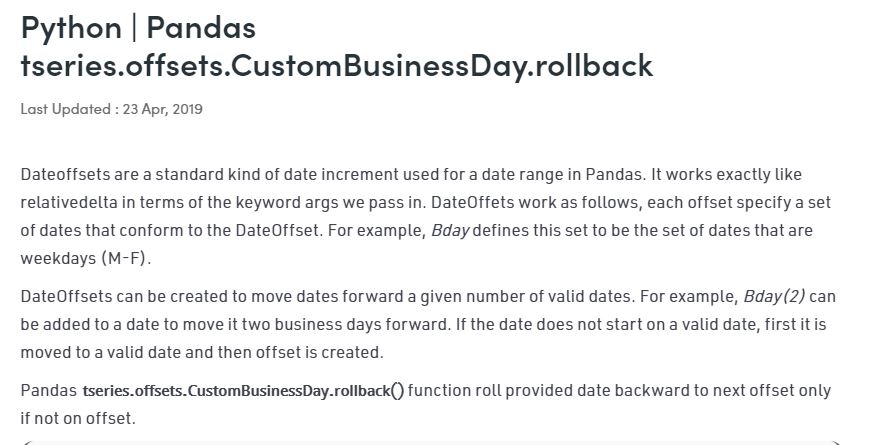 Python | Pandas
tseries.offsets.CustomBusinessDay.rollback
Last Updated : 23 Apr, 2019
Dateoffsets are a standard kind of date increment used for a date range in Pandas. It works exactly like
relativedelta in terms of the keyword args we pass in. DateOffets work as follows, each offset specify a set
of dates that conform to the DateOffset. For example, Bday defines this set to be the set of dates that are
weekdays (M-F).
DateOffsets can be created to move dates forward a given number of valid dates. For example, Bday(2) can
be added to a date to move it two business days forward. If the date does not start on a valid date, first it is
moved to a valid date and then offset is created.
Pandas tseries.offsets.CustomBusinessDay.rollback() function roll provided date backward to next offset only
if not on offset.